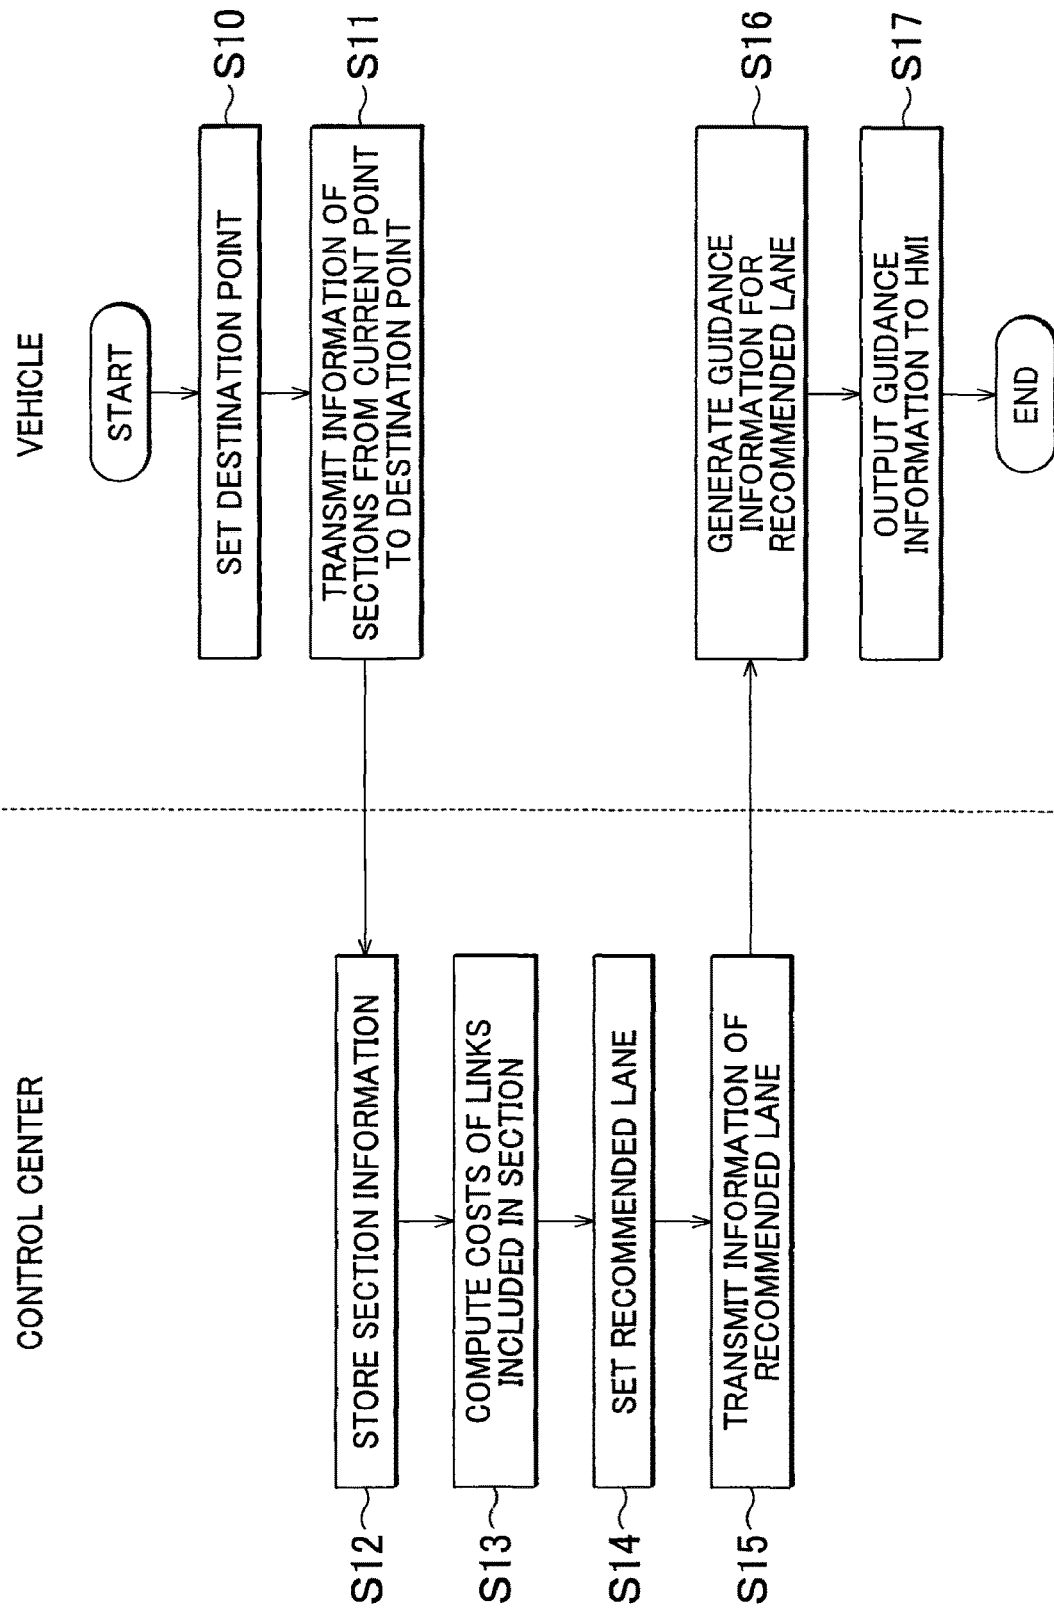 CONTROL CENTER
VEHICLE
START
SET DESTINATION POINT
S10
TRANSMIT INFORMATION OF
SECTIONS FROM CURRENT POINT
TO DESTINATION POINT
S11
S12
STORE SECTION INFORMATION
S13
COMPUTE COSTS OF LINKS
INCLUDED IN SECTION
S14
SET RECOMMENDED LANE
S15
TRANSMIT INFORMATION OF
RECOMMENDED LANE
GENERATE GUIDANCE
INFORMATION FOR
RECOMMENDED LANE
S16
OUTPUT GUIDANCE
INFORMATION TO HMI
S17
END